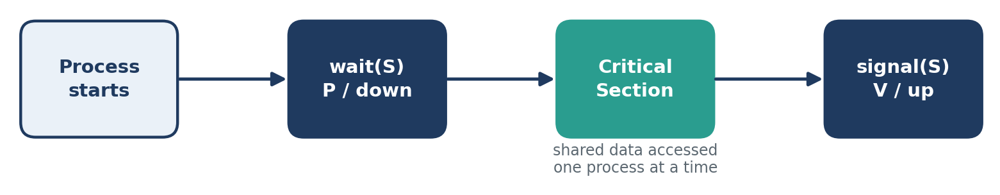 Process
starts
wait(S)
P / down
Critical
Section
signal(S)
V / up
shared data accessed
one process at a time